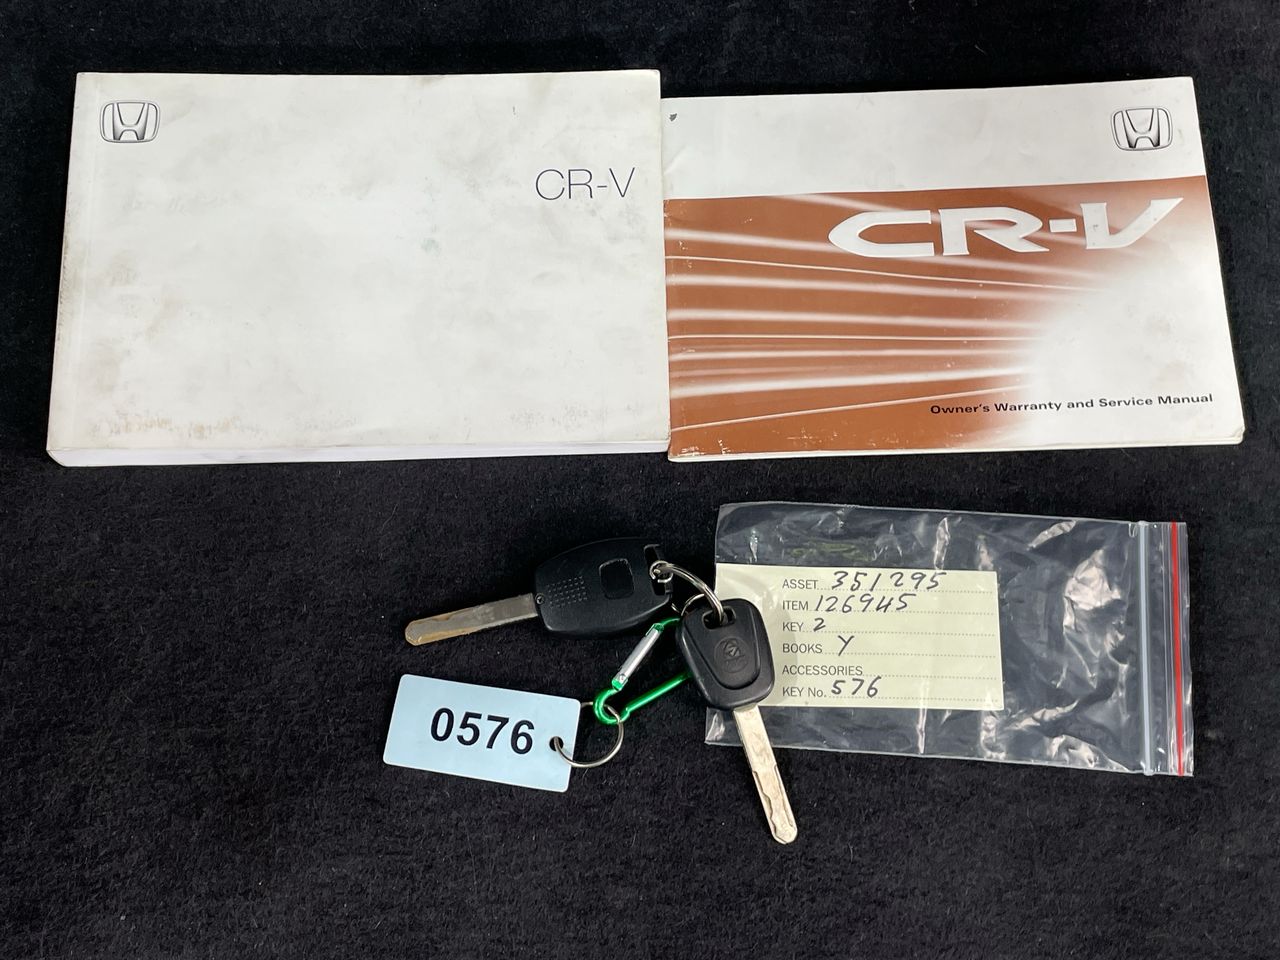 CR-V
CR-V
Owner's Warranty and Service Manual
ASSET 351295
ITEM 126945
KEY 2
BOOKS Y
ACCESSORIES
KEY No. 576
0576